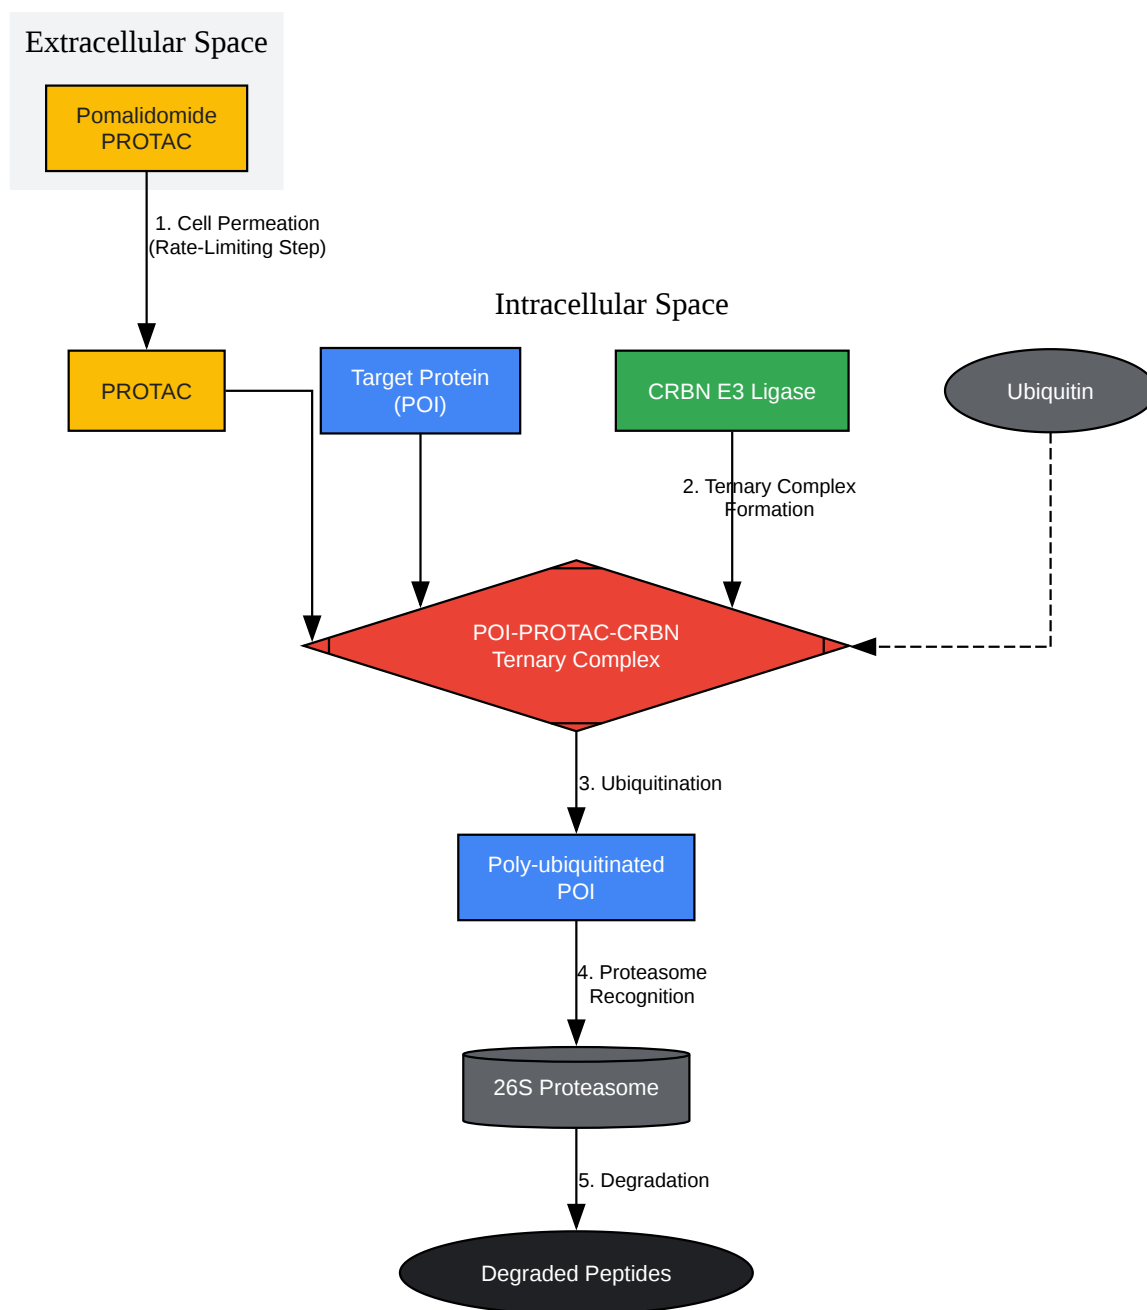 Extracellular Space
Pomalidomide
PROTAC
1. Cell Permeation
(Rate-Limiting Step)
Intracellular Space
PROTAC
Target Protein
(POI)
CRBN E3 Ligase
Ubiquitin
2. Ternary Complex
Formation
POI-PROTAC-CRBN
Ternary Complex
3. Ubiquitination
Poly-ubiquitinated
POI
4. Proteasome
Recognition
26S Proteasome
5. Degradation
Degraded Peptides